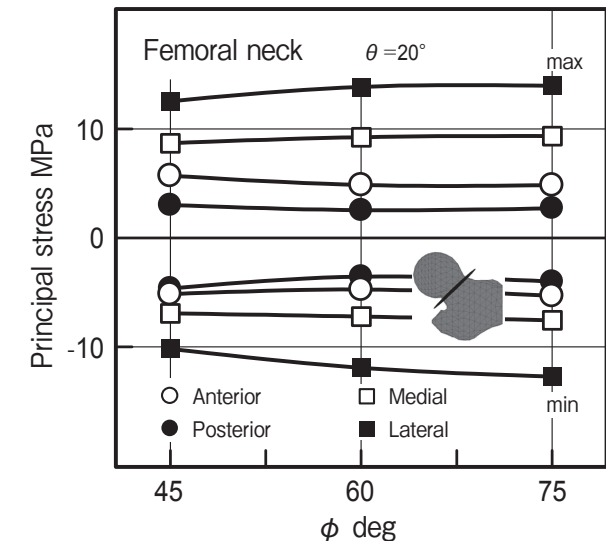 Femoral neck θ =20°
max
10
0
-10
Principal stress MPa
Anterior
Medial
Posterior
Lateral
min
45 60 75
ϕ deg